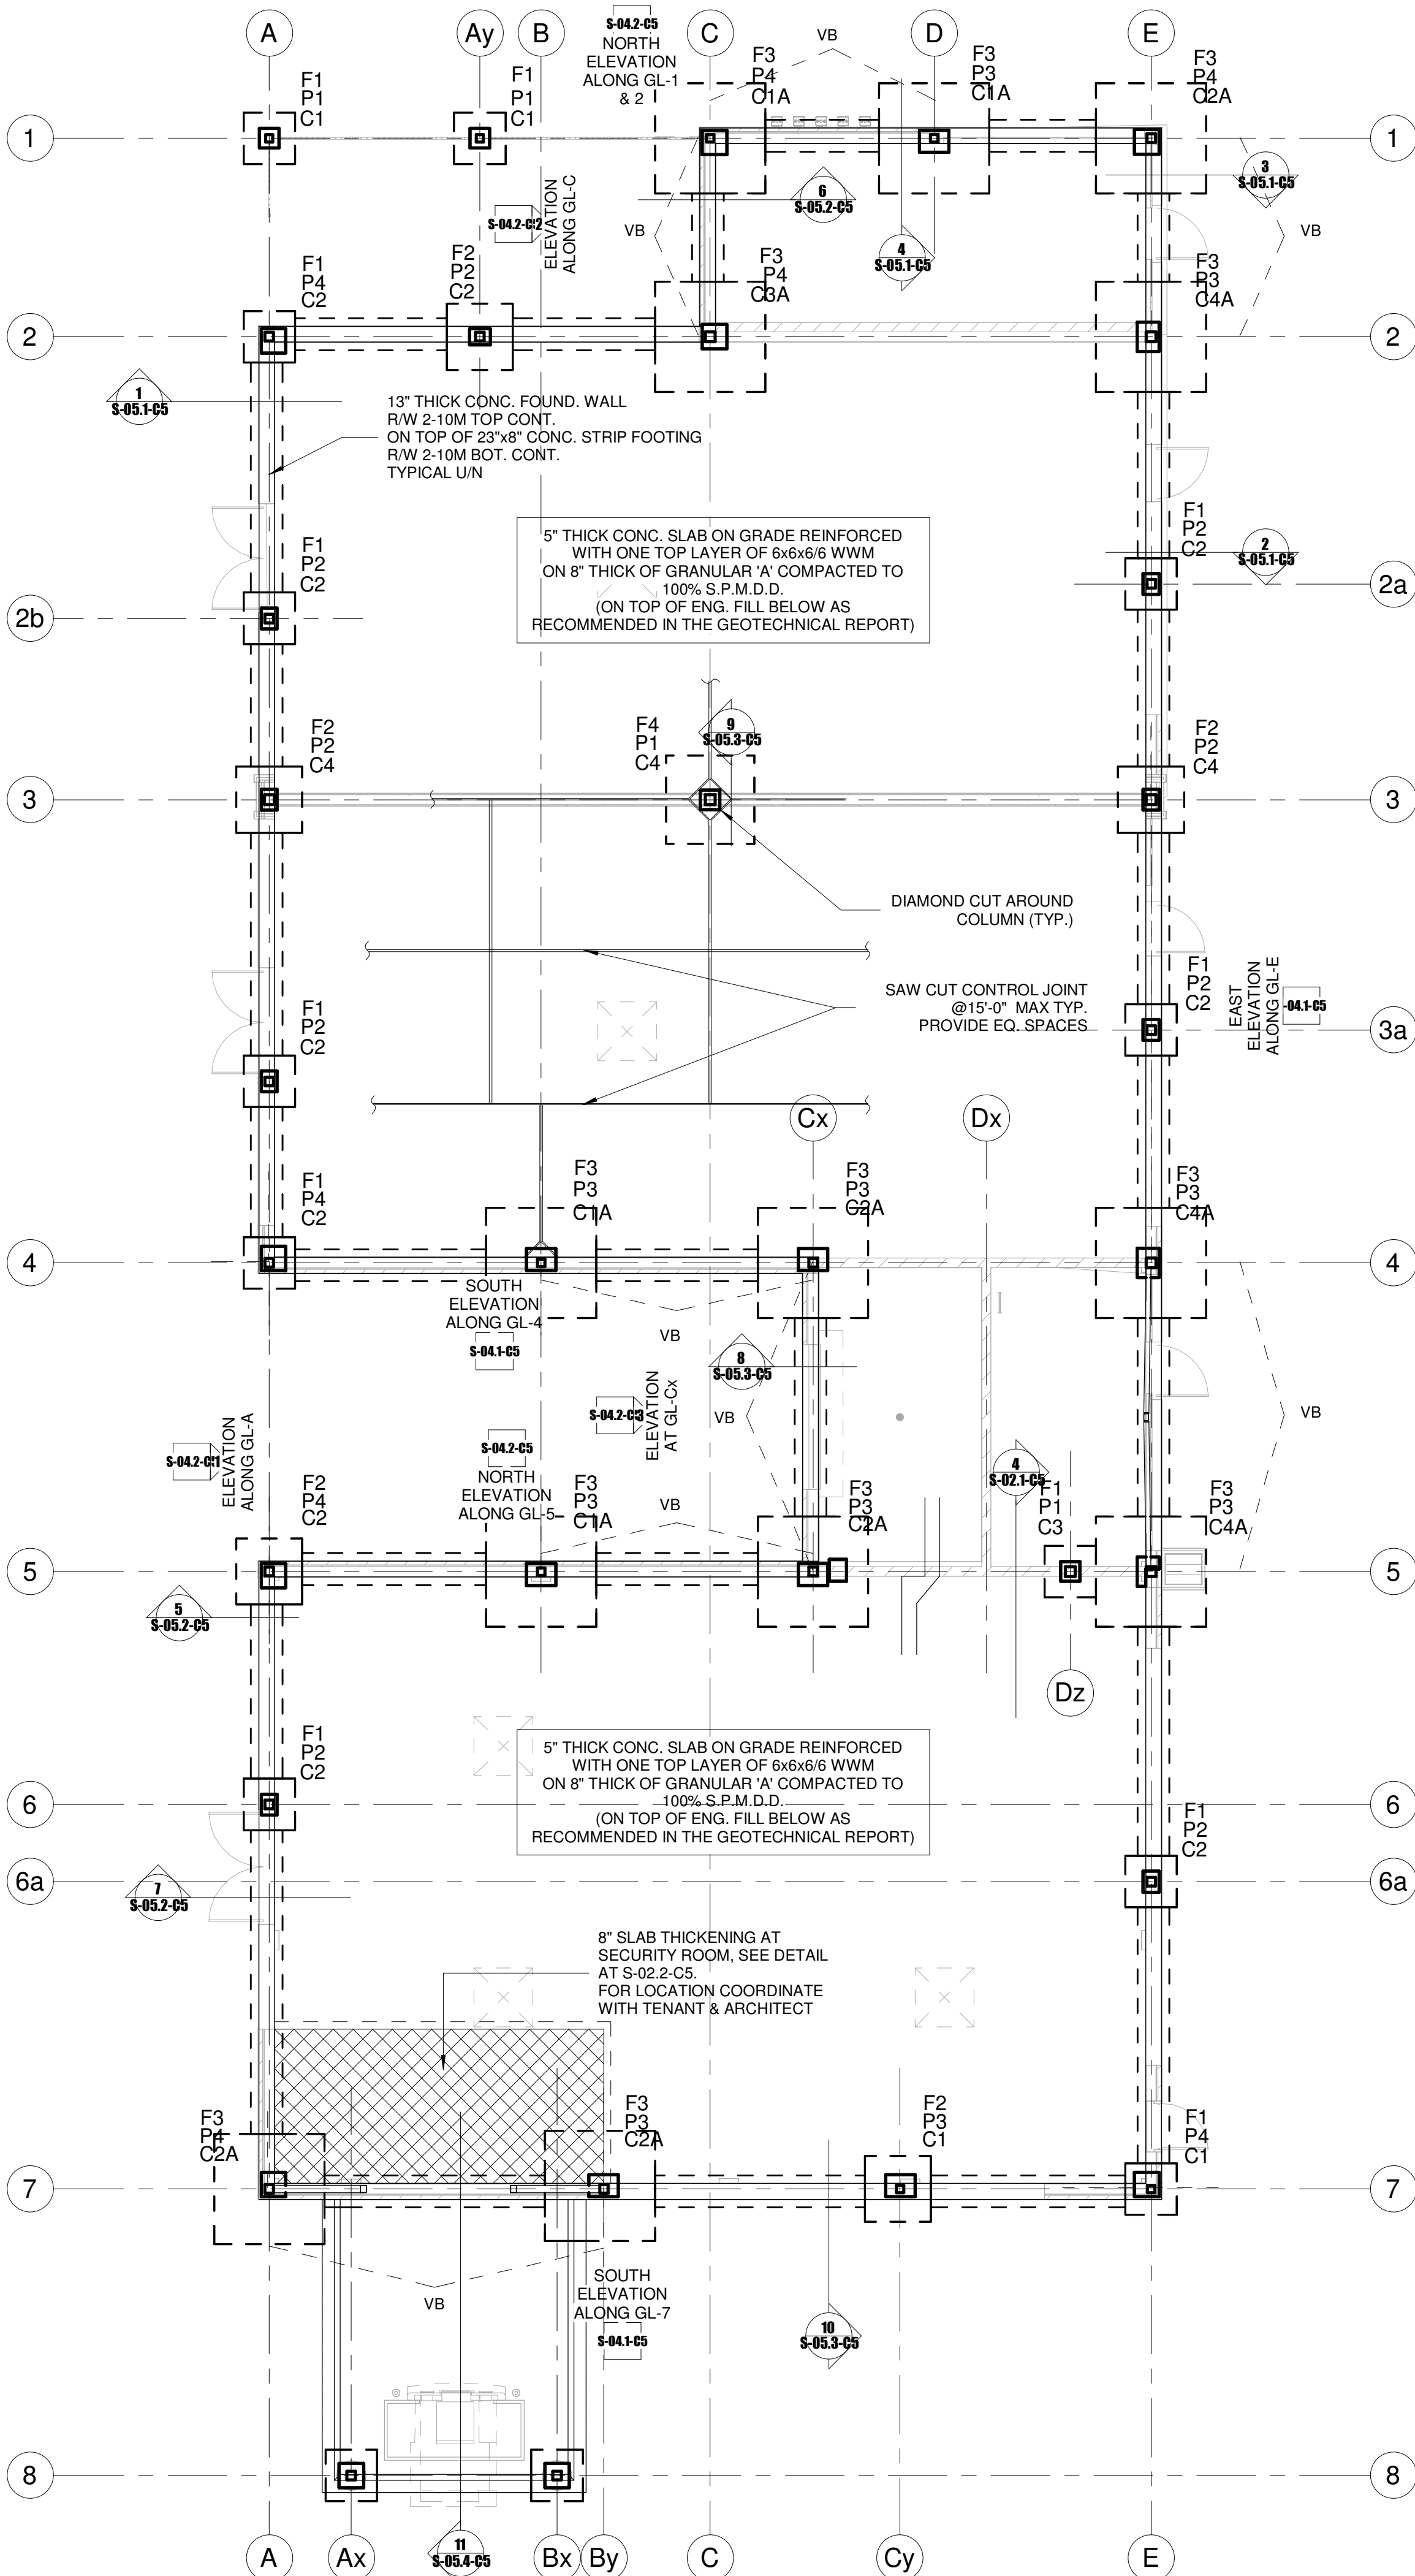 A
Ay
B
C
D
E
S-04.2-C5
NORTH
ELEVATION
ALONG GL-1
& 2
VB
F1
P1
C1
F1
P1
C1
F3
P4
C1A
F3
P3
C1A
F3
P4
C2A
1
1
3
S-05.1-C5
6
S-05.2-C5
4
S-05.1-C5
ELEVATION
ALONG GL-C
VB
VB
F1
P4
C2
F2
P2
C2
F3
P4
C3A
F3
P3
C4A
2
2
1
S-05.1-C5
13" THICK CONC. FOUND. WALL
R/W 2-10M TOP CONT.
ON TOP OF 23"x8" CONC. STRIP FOOTING
R/W 2-10M BOT. CONT.
TYPICAL U/N
5" THICK CONC. SLAB ON GRADE REINFORCED
WITH ONE TOP LAYER OF 6x6x6/6 WWM
ON 8" THICK OF GRANULAR 'A' COMPACTED TO
100% S.P.M.D.D.
(ON TOP OF ENG. FILL BELOW AS
RECOMMENDED IN THE GEOTECHNICAL REPORT)
F1
P2
C2
F1
P2
C2
2
S-05.1-C5
2b
2a
F2
P2
C4
F4
P1
C4
9
S-05.3-C5
F2
P2
C4
3
3
DIAMOND CUT AROUND
COLUMN (TYP.)
SAW CUT CONTROL JOINT
@15'-0" MAX TYP.
PROVIDE EQ. SPACES
F1
P2
C2
F1
P2
C2
EAST
ELEVATION
ALONG GL-E
-04.1-C5
3a
Cx
Dx
F1
P4
C2
F3
P3
C1A
F3
P3
C2A
F3
P3
C4A
4
4
SOUTH
ELEVATION
ALONG GL-4
S-04.1-C5
VB
8
S-05.3-C5
ELEVATION
AT GL-Cx
VB
VB
ELEVATION
ALONG GL-A
S-04.2-C5
NORTH
ELEVATION
ALONG GL-5
VB
4
S-02.1-C5
F2
P4
C2
F3
P3
C1A
F3
P3
C2A
F1
P1
C3
F3
P3
C4A
5
5
5
S-05.2-C5
Dz
F1
P2
C2
5" THICK CONC. SLAB ON GRADE REINFORCED
WITH ONE TOP LAYER OF 6x6x6/6 WWM
ON 8" THICK OF GRANULAR 'A' COMPACTED TO
100% S.P.M.D.D.
(ON TOP OF ENG. FILL BELOW AS
RECOMMENDED IN THE GEOTECHNICAL REPORT)
6
6
F1
P2
C2
6a
6a
7
S-05.2-C5
8" SLAB THICKENING AT
SECURITY ROOM, SEE DETAIL
AT S-02.2-C5.
FOR LOCATION COORDINATE
WITH TENANT & ARCHITECT
F3
P4
C2A
F3
P3
C2A
F2
P3
C1
F1
P4
C1
7
7
VB
SOUTH
ELEVATION
ALONG GL-7
S-04.1-C5
10
S-05.3-C5
8
8
11
S-05.4-C5
A
Ax
Bx
By
C
Cy
E